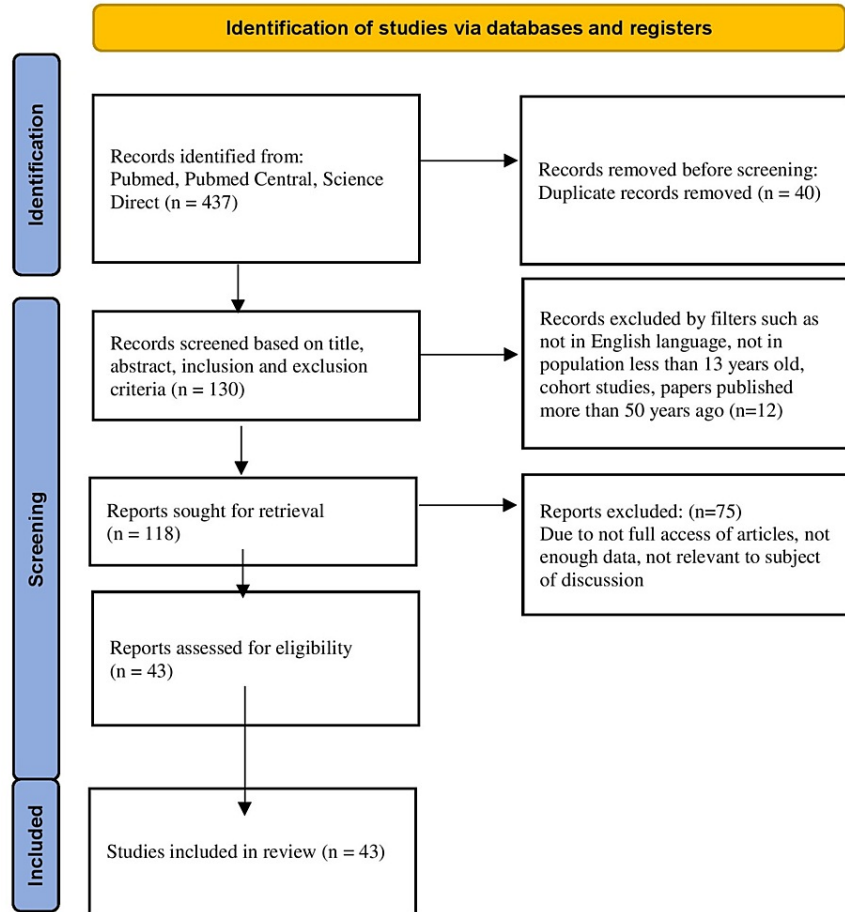 Identification of studies via databases and registers
Identification
Records identified from:
Pubmed, Pubmed Central, Science
Direct (n = 437)
Records removed before screening:
Duplicate records removed (n = 40)
Screening
Records screened based on title,
abstract, inclusion and exclusion
criteria (n = 130)
Records excluded by filters such as
not in English language, not in
population less than 13 years old,
cohort studies, papers published
more than 50 years ago (n=12)
Reports sought for retrieval
(n = 118)
Reports excluded: (n=75)
Due to not full access of articles, not
enough data, not relevant to subject
of discussion
Reports assessed for eligibility
(n = 43)
Included
Studies included in review (n = 43)